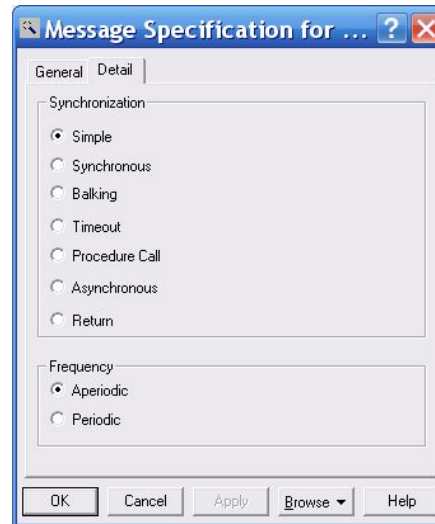 Message Specification for ... ?
General Detail
Synchronization
Simple
Synchronous
Balking
Timeout
Procedure Call
Asynchronous
Return
Frequency
Aperiodic
Periodic
OK Cancel Apply Browse Help